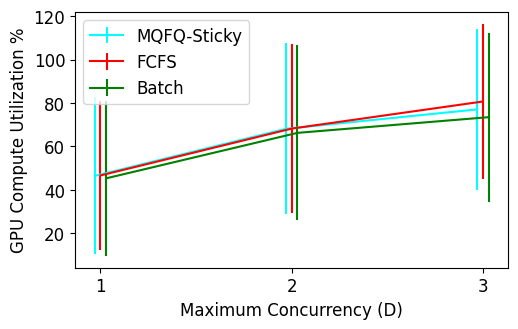 MQFQ-Sticky
FCFS
Batch
GPU Compute Utilization %
120
100
80
60
40
20
1
2
3
Maximum Concurrency (D)